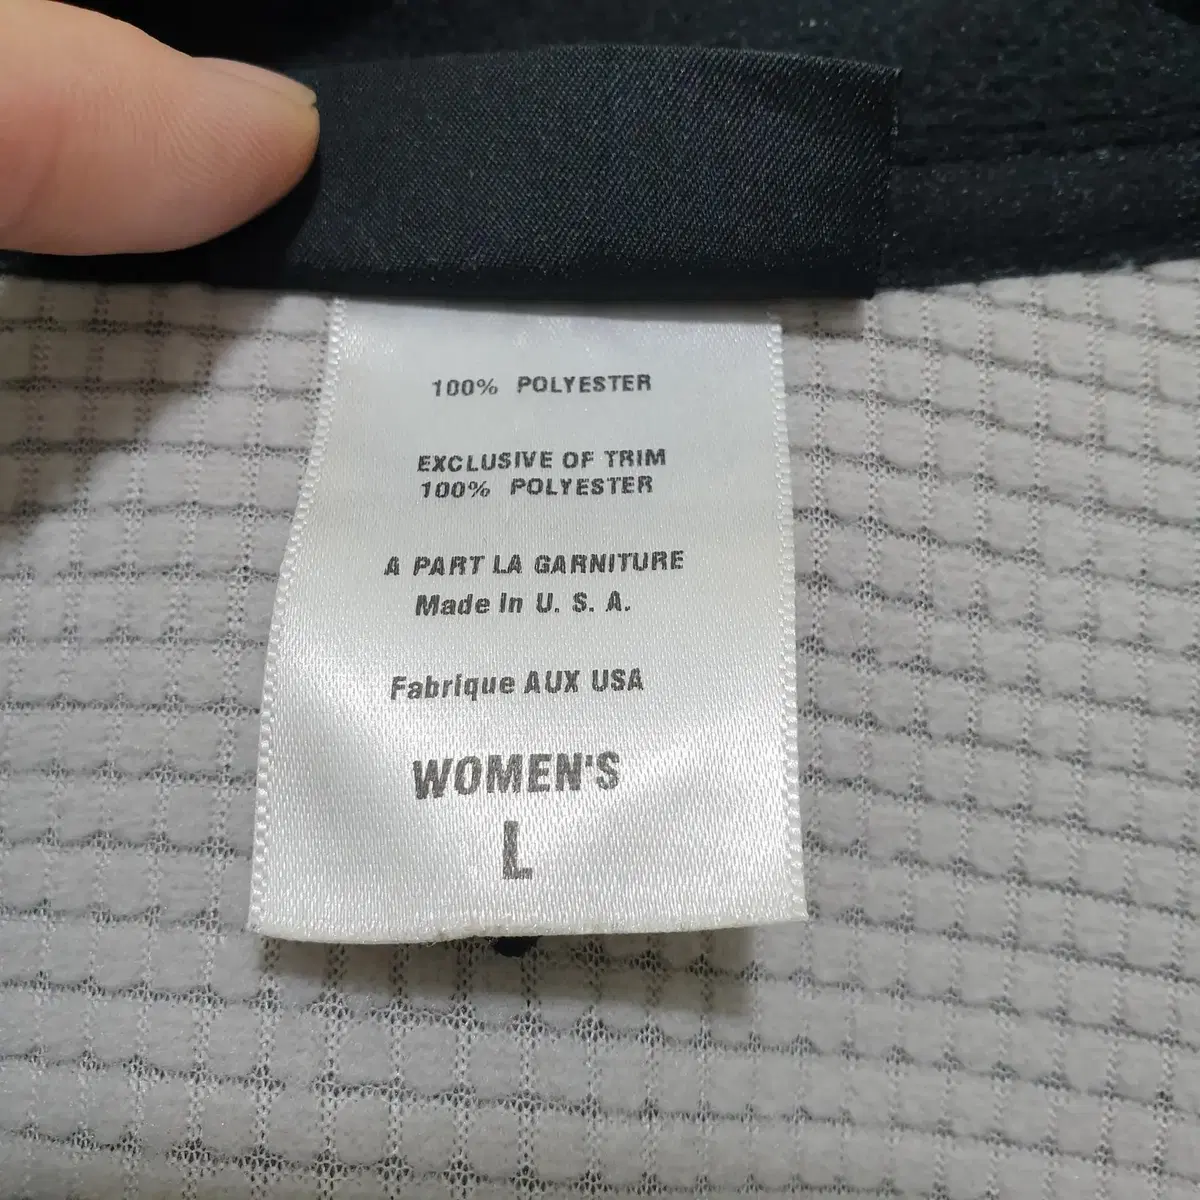 100% POLYESTER
EXCLUSIVE OF TRIM
100% POLYESTER
A PART LA GARNITURE
Made In U. S. A.
Fabrique AUX USA
WOMEN'S
L